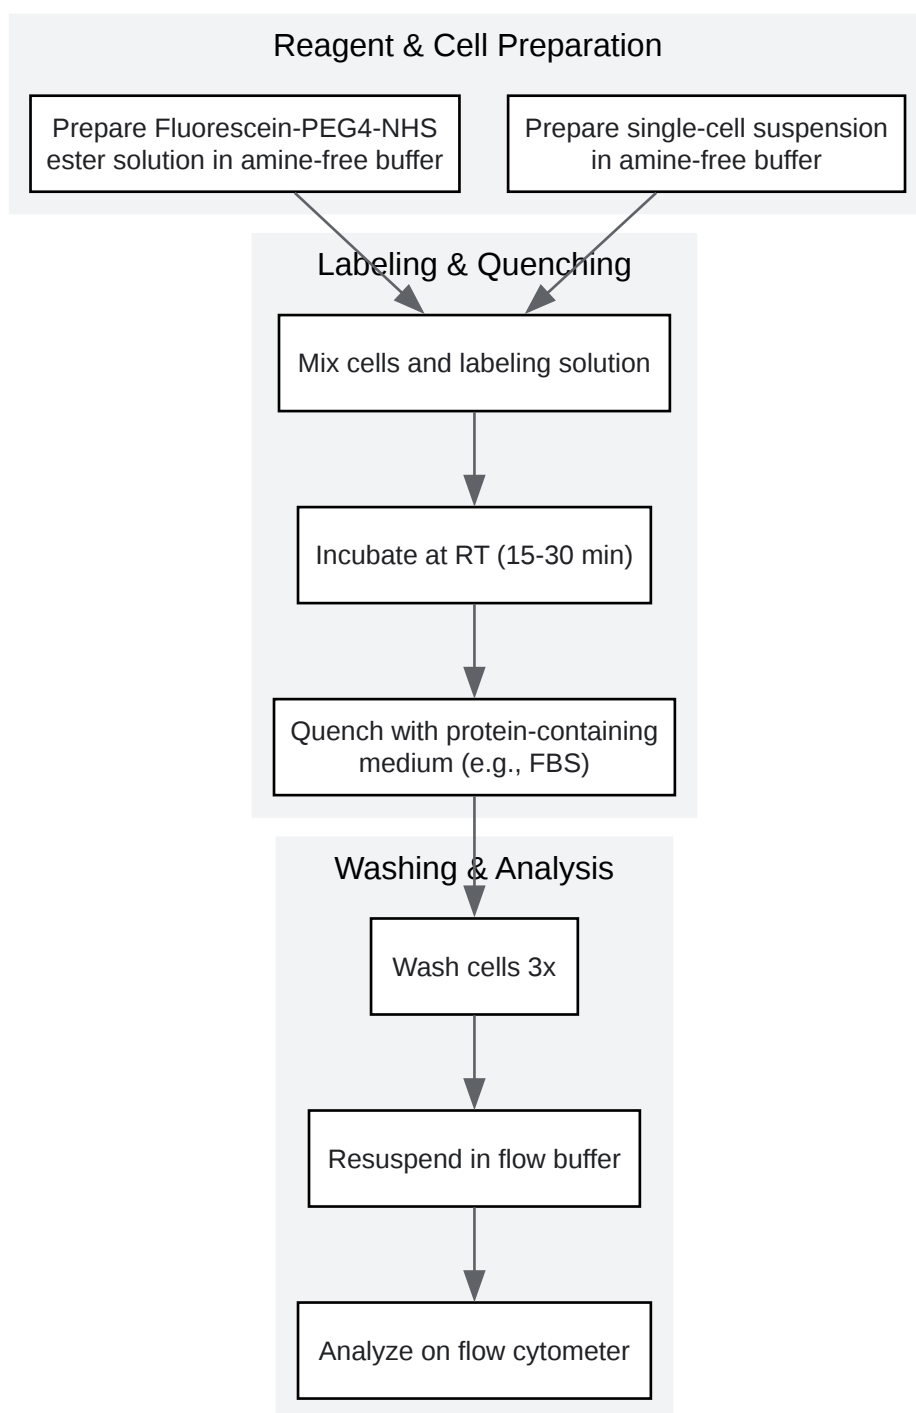 Reagent & Cell Preparation
Prepare Fluorescein-PEG4-NHS
ester solution in amine-free buffer
Prepare single-cell suspension
in amine-free buffer
Labeling & Quenching
Mix cells and labeling solution
Incubate at RT (15-30 min)
Quench with protein-containing
medium (e.g., FBS)
Washing & Analysis
Wash cells 3x
Resuspend in flow buffer
Analyze on flow cytometer